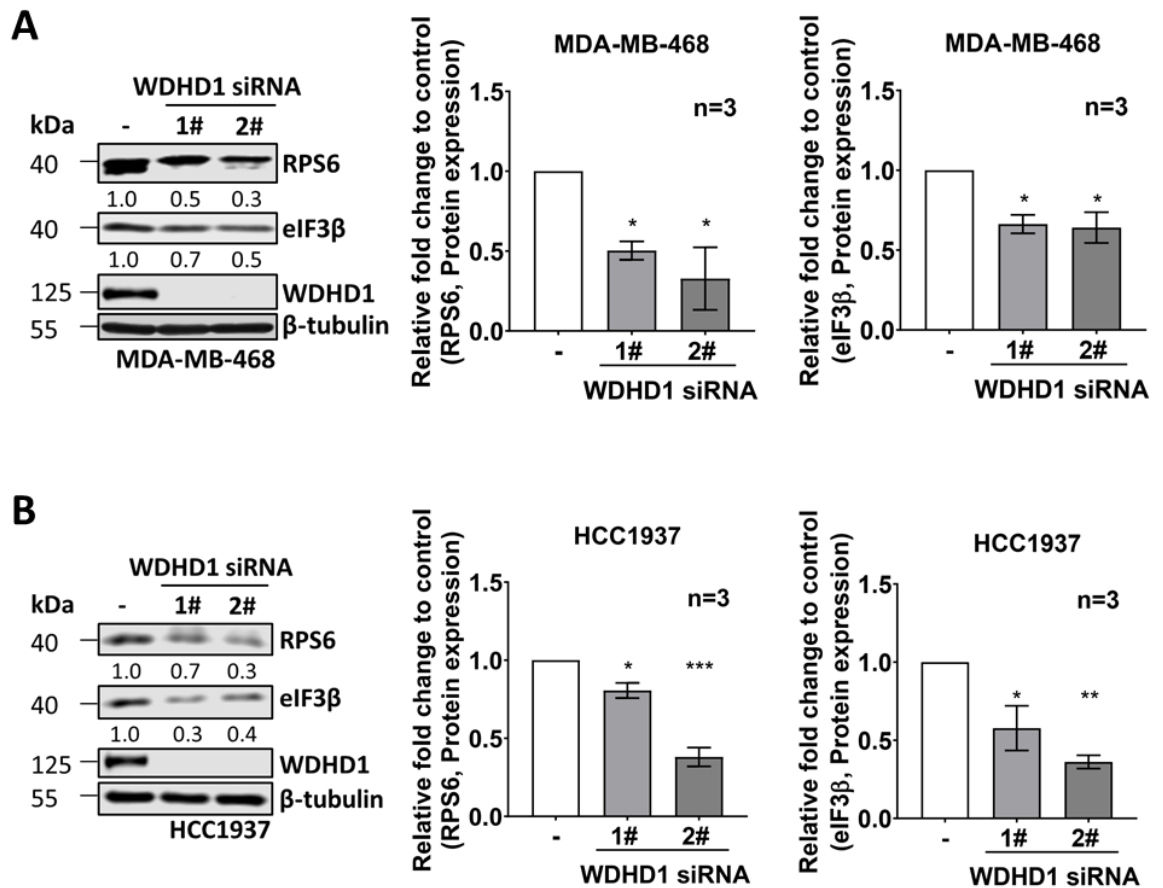 A
WDHD1 siRNA
kDa - 1# 2#
40 RPS6
1.0 0.5 0.3
40 eIF3β
1.0 0.7 0.5
125 WDHD1
55 β-tubulin
MDA-MB-468
MDA-MB-468
n=3
Relative fold change to control
(RPS6, Protein expression)
1.5
1.0
0.5
0.0
* *
- 1# 2#
WDHD1 siRNA
MDA-MB-468
n=3
Relative fold change to control
(eIF3β, Protein expression)
1.5
1.0
0.5
0.0
* *
- 1# 2#
WDHD1 siRNA
B
WDHD1 siRNA
kDa - 1# 2#
40 RPS6
1.0 0.7 0.3
40 eIF3β
1.0 0.3 0.4
125 WDHD1
55 β-tubulin
HCC1937
HCC1937
n=3
Relative fold change to control
(RPS6, Protein expression)
1.5
1.0
0.5
0.0
* ***
- 1# 2#
WDHD1 siRNA
HCC1937
n=3
Relative fold change to control
(eIF3β, Protein expression)
1.5
1.0
0.5
0.0
* **
- 1# 2#
WDHD1 siRNA